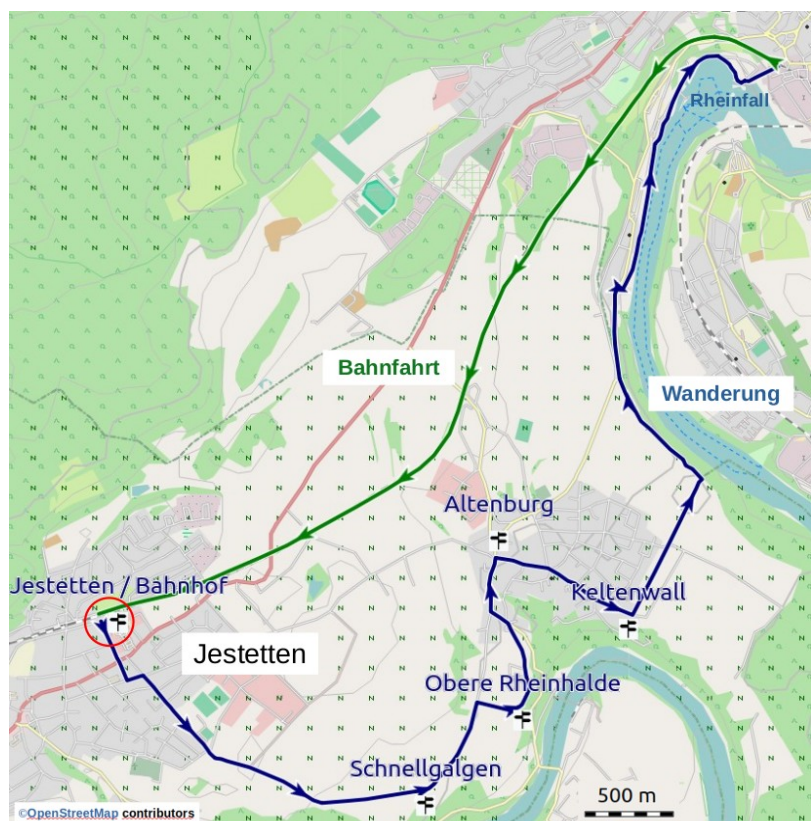 Rheinfall
Bahnfahrt
Wanderung
Altenburg
Jestetten / Bahnhof
Keltenwall
Jestetten
Obere Rheinhalde
Schnellgalgen
500 m
©OpenStreetMap contributors